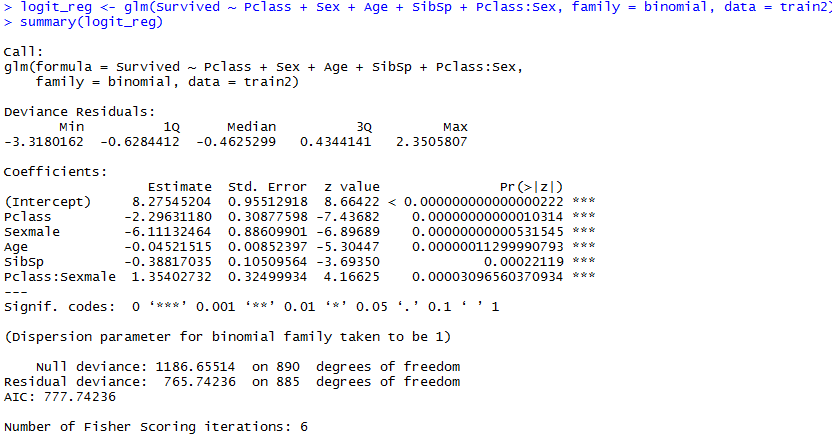 > logit_reg <- glm(Survived ~ Pclass + Sex + Age + SibSp + Pclass:Sex, family = binomial, data = train2)
> summary(logit_reg)
Call:
glm(formula = Survived ~ Pclass + Sex + Age + SibSp + Pclass:Sex,
    family = binomial, data = train2)
Deviance Residuals:
       Min          1Q      Median          3Q         Max
-3.3180162  -0.6284412  -0.4625299   0.4344141   2.3505807
Coefficients:
                  Estimate  Std. Error  z value               Pr(>|z|)
(Intercept)     8.27545204  0.95512918  8.66422 < 0.000000000000000222 ***
Pclass         -2.29631180  0.30877598 -7.43682    0.00000000000010314 ***
Sexmale        -6.11132464  0.88609901 -6.89689    0.00000000000531545 ***
Age            -0.04521515  0.00852397 -5.30447    0.00000011299990793 ***
SibSp          -0.38817035  0.10509564 -3.69350             0.00022119 ***
Pclass:Sexmale  1.35402732  0.32499934  4.16625    0.00003096560370934 ***
---
Signif. codes:  0 ‘***’ 0.001 ‘**’ 0.01 ‘*’ 0.05 ‘.’ 0.1 ‘ ’ 1
(Dispersion parameter for binomial family taken to be 1)
    Null deviance: 1186.65514  on 890  degrees of freedom
Residual deviance:  765.74236  on 885  degrees of freedom
AIC: 777.74236
Number of Fisher Scoring iterations: 6